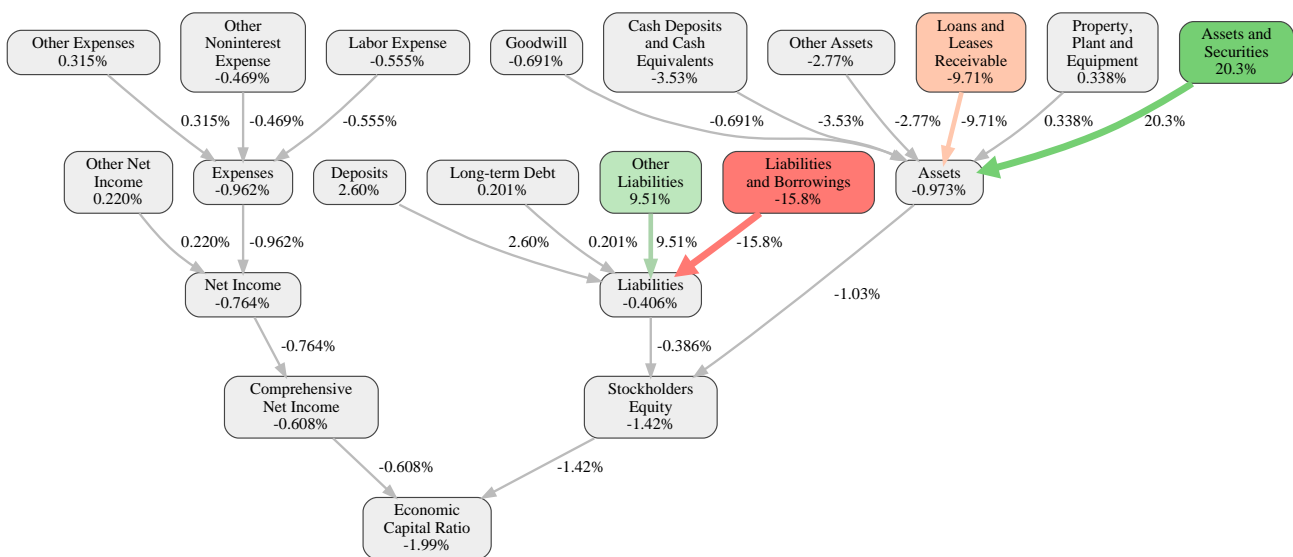 Other Expenses
0.315%
Other
Noninterest
Expense
-0.469%
Labor Expense
-0.555%
Goodwill
-0.691%
Cash Deposits
and Cash
Equivalents
-3.53%
Other Assets
-2.77%
Loans and
Leases
Receivable
-9.71%
Property,
Plant and
Equipment
0.338%
Assets and
Securities
20.3%
0.315%
-0.469%
-0.555%
-0.691%
-3.53%
-2.77%
-9.71%
0.338%
20.3%
Other Net
Income
0.220%
Expenses
-0.962%
Deposits
2.60%
Long-term Debt
0.201%
Other
Liabilities
9.51%
Liabilities
and Borrowings
-15.8%
Assets
-0.973%
0.220%
-0.962%
2.60%
0.201%
9.51%
-15.8%
Net Income
-0.764%
Liabilities
-0.406%
-1.03%
-0.764%
-0.386%
Comprehensive
Net Income
-0.608%
Stockholders
Equity
-1.42%
-0.608%
-1.42%
Economic
Capital Ratio
-1.99%